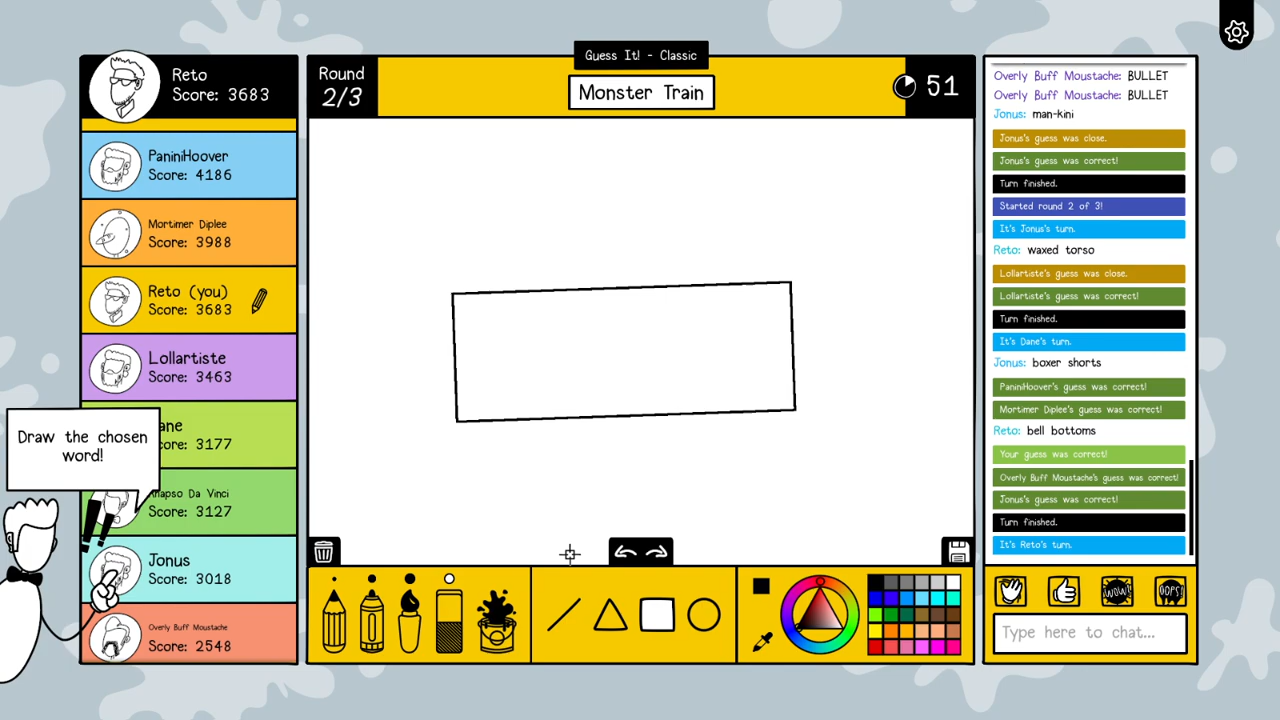 Guess It! - Classic
Reto
Score: 3683
Round
2/3
Monster Train
51
PaniniHoover
Score: 4186
Mortimer Diplee
Score: 3988
Reto (you)
Score: 3683
Lollartiste
Score: 3463
ane
core: 3177
Draw the chosen
word!
napso Da Vinci
Score: 3127
Jonus
Score: 3018
Overly Buff Moustache
Score: 2548
Overly Buff Moustache: BULLET
Overly Buff Moustache: BULLET
Jonus: man-kini
Jonus's guess was close.
Jonus's guess was correct!
Turn finished.
Started round 2 of 3!
It's Jonus's turn.
Reto: waxed torso
Lollartiste's guess was close.
Lollartiste's guess was correct!
Turn finished.
It's Dane's turn.
Jonus: boxer shorts
PaniniHoover's guess was correct!
Mortimer Diplee's guess was correct!
Reto: bell bottoms
Your guess was correct!
Overly Buff Moustache's guess was correct!
Jonus's guess was correct!
Turn finished.
It's Reto's turn.
WOW!
OOPS!
Type here to chat...